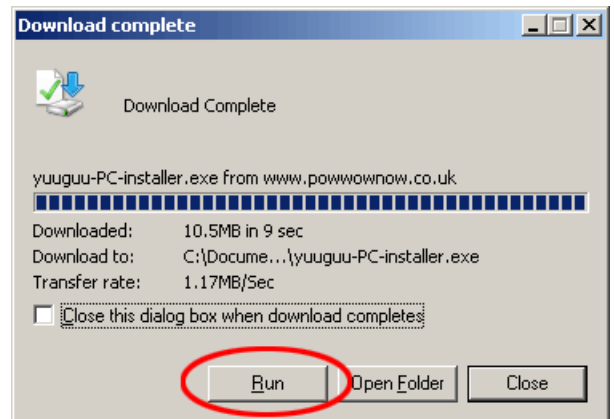 Download complete
Download Complete
yuuguu-PC-installer.exe from www.powwownow.co.uk
Downloaded: 10.5MB in 9 sec
Download to: C:\Docume...\yuuguu-PC-installer.exe
Transfer rate: 1.17MB/Sec
Close this dialog box when download completes
Run Open Folder Close